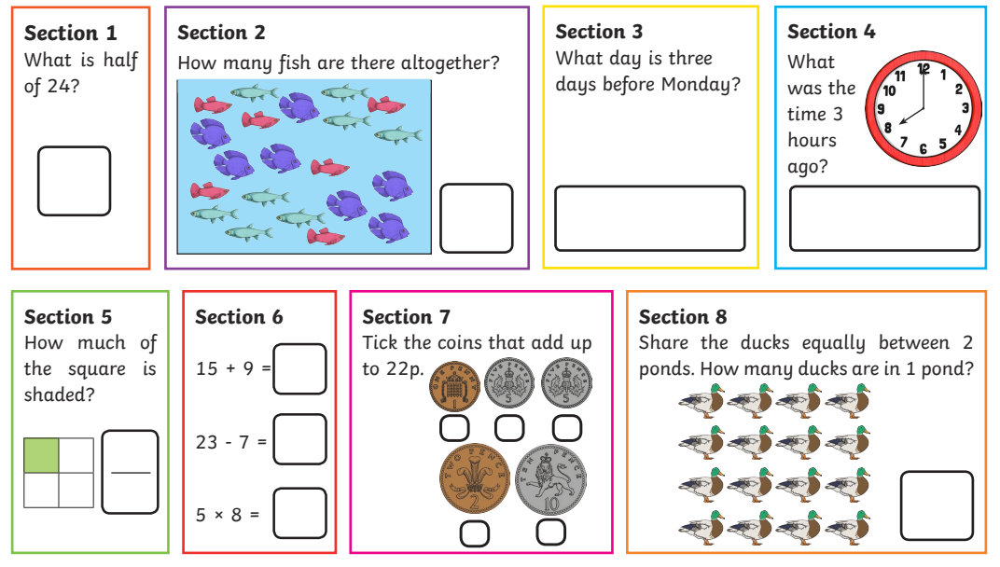 Section 1
What is half
of 24?
Section 2
How many fish are there altogether?
Section 3
What day is three
days before Monday?
Section 4
What
was the
time 3
hours
ago?
12
1
2
3
4
5
6
7
8
9
10
11
Section 5
How much of
the square is
shaded?
Section 6
15 + 9 =
23 - 7 =
5 × 8 =
Section 7
Tick the coins that add up
to 22p.
ONE PENNY
1
FIVE PENCE
5
FIVE PENCE
5
TWO PENCE
2
TEN PENCE
10
Section 8
Share the ducks equally between 2
ponds. How many ducks are in 1 pond?